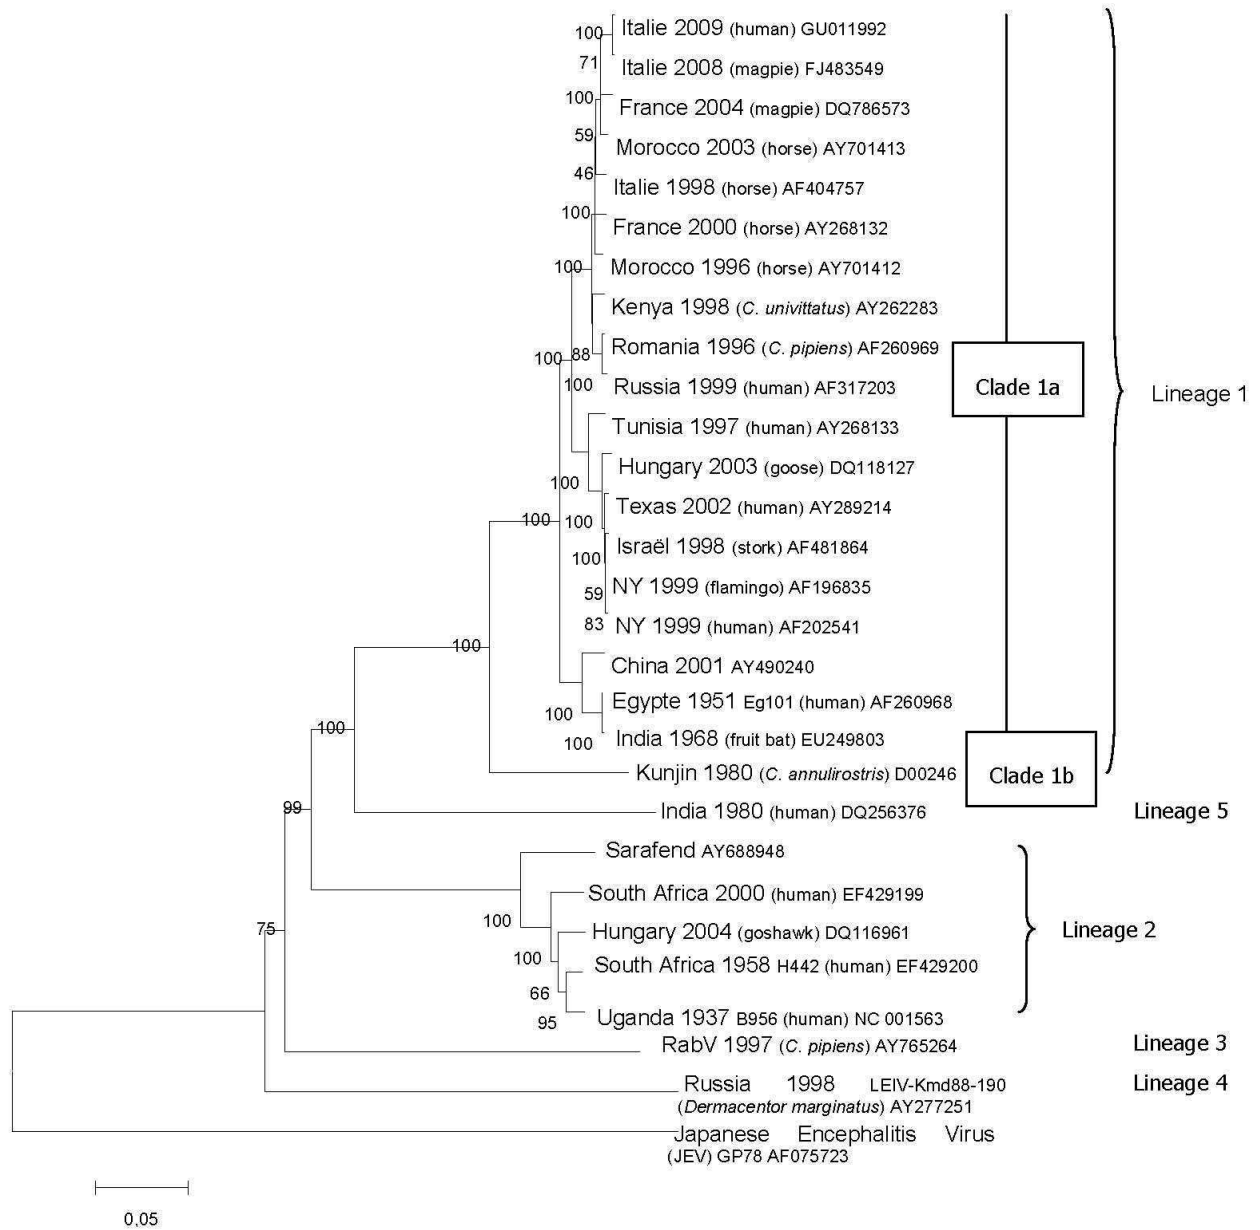 100 Italie 2009 (human) GU011992
71 Italie 2008 (magpie) FJ483549
100 France 2004 (magpie) DQ786573
59 Morocco 2003 (horse) AY701413
46 Italie 1998 (horse) AF404757
100 France 2000 (horse) AY268132
100 Morocco 1996 (horse) AY701412
Kenya 1998 (C. univittatus) AY262283
100 88 Romania 1996 (C. pipiens) AF260969
100 Russia 1999 (human) AF317203
Clade 1a
Lineage 1
Tunisia 1997 (human) AY268133
Hungary 2003 (goose) DQ118127
100
Texas 2002 (human) AY289214
100 100
Israël 1998 (stork) AF481864
100
NY 1999 (flamingo) AF196835
59
NY 1999 (human) AF202541
83
100
China 2001 AY490240
Egypte 1951 Eg101 (human) AF260968
100
India 1968 (fruit bat) EU249803
100
100
Kunjin 1980 (C. annulirostris) D00246
Clade 1b
99
India 1980 (human) DQ256376
Lineage 5
Sarafend AY688948
South Africa 2000 (human) EF429199
100
75
Hungary 2004 (goshawk) DQ116961
Lineage 2
100
South Africa 1958 H442 (human) EF429200
66
Uganda 1937 B956 (human) NC 001563
95
RabV 1997 (C. pipiens) AY765264
Lineage 3
Russia 1998 LEIV-Kmd88-190
Lineage 4
(Dermacentor marginatus) AY277251
Japanese Encephalitis Virus
(JEV) GP78 AF075723
0.05